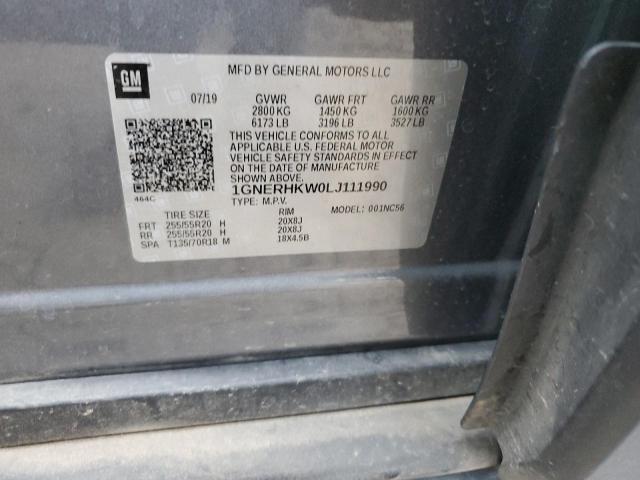 GM
MFD BY GENERAL MOTORS LLC
07/19 GVWR GAWR FRT GAWR RR
2800 KG 1450 KG 1600 KG
6173 LB 3196 LB 3527 LB
THIS VEHICLE CONFORMS TO ALL
APPLICABLE U.S. FEDERAL MOTOR
VEHICLE SAFETY STANDARDS IN EFFECT
ON THE DATE OF MANUFACTURE
SHOWN ABOVE.
464C
1GNERHKW0LJ111990
TYPE: M.P.V. MODEL: 001NC56
TIRE SIZE RIM
FRT 255/55R20 H 20X8J
RR 255/55R20 H 20X8J
SPA T135/70R18 M 18X4.5B